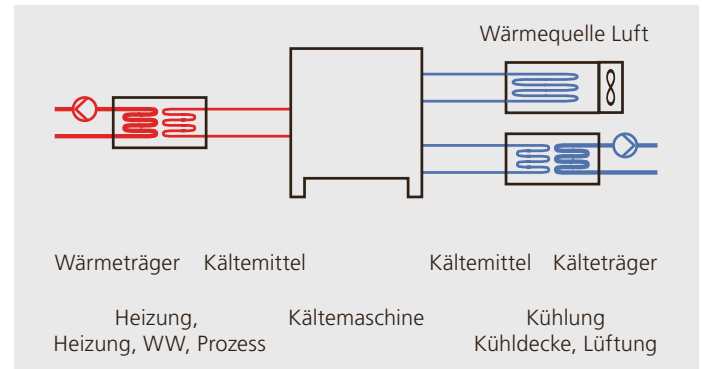 Wärmequelle Luft
Wärmeträger Kältemittel Kältemittel Kälteträger
Heizung, Kältemaschine Kühlung
Heizung, WW, Prozess Kühldecke, Lüftung